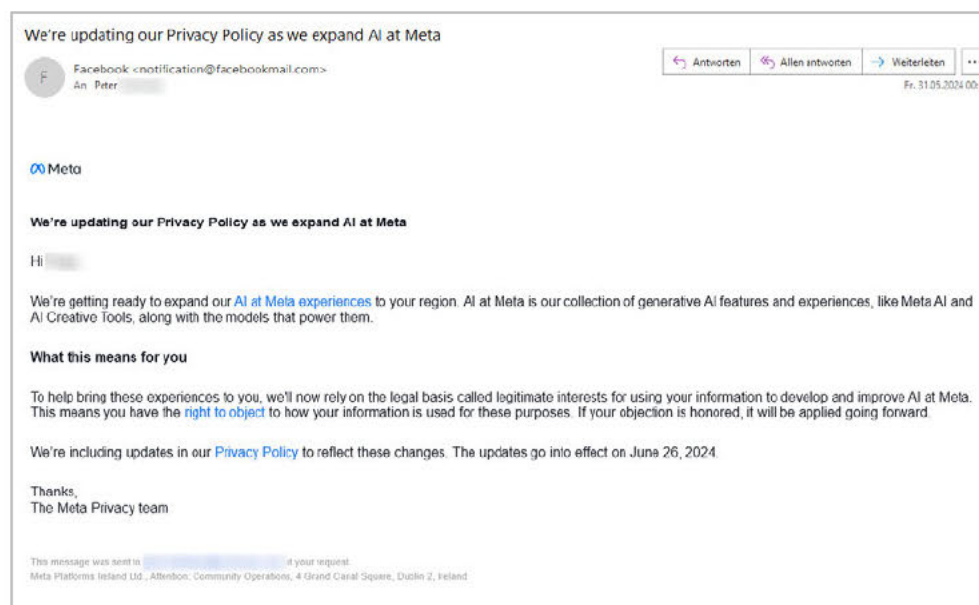 We're updating our Privacy Policy as we expand AI at Meta
F
Facebook <notification@facebookmail.com>
An Peter
Antworten
Allen antworten
Weiterleiten
...
Fr. 31.05.2024 00:
Meta
We're updating our Privacy Policy as we expand AI at Meta
Hi
We're getting ready to expand our AI at Meta experiences to your region. AI at Meta is our collection of generative AI features and experiences, like Meta AI and
AI Creative Tools, along with the models that power them.
What this means for you
To help bring these experiences to you, we'll now rely on the legal basis called legitimate interests for using your information to develop and improve AI at Meta.
This means you have the right to object to how your information is used for these purposes. If your objection is honored, it will be applied going forward.
We're including updates in our Privacy Policy to reflect these changes. The updates go into effect on June 26, 2024.
Thanks,
The Meta Privacy team
This message was sent to at your request.
Meta Platforms Ireland Ltd., Attention: Community Operations, 4 Grand Canal Square, Dublin 2, Ireland